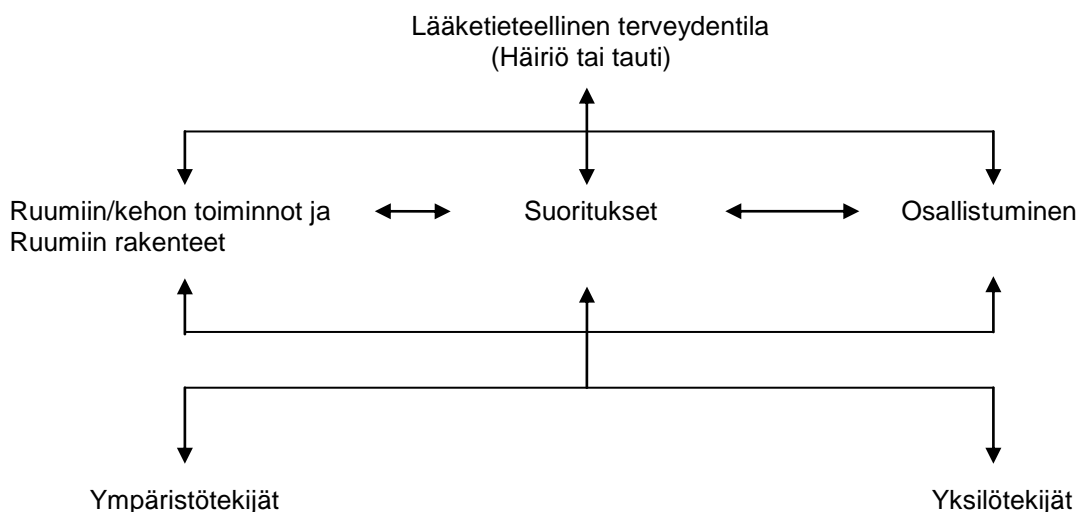 Lääketieteellinen terveydentila
(Häiriö tai tauti)
Ruumiin/kehon toiminnot ja
Ruumiin rakenteet
Suoritukset
Osallistuminen
Ympäristötekijät
Yksilötekijät